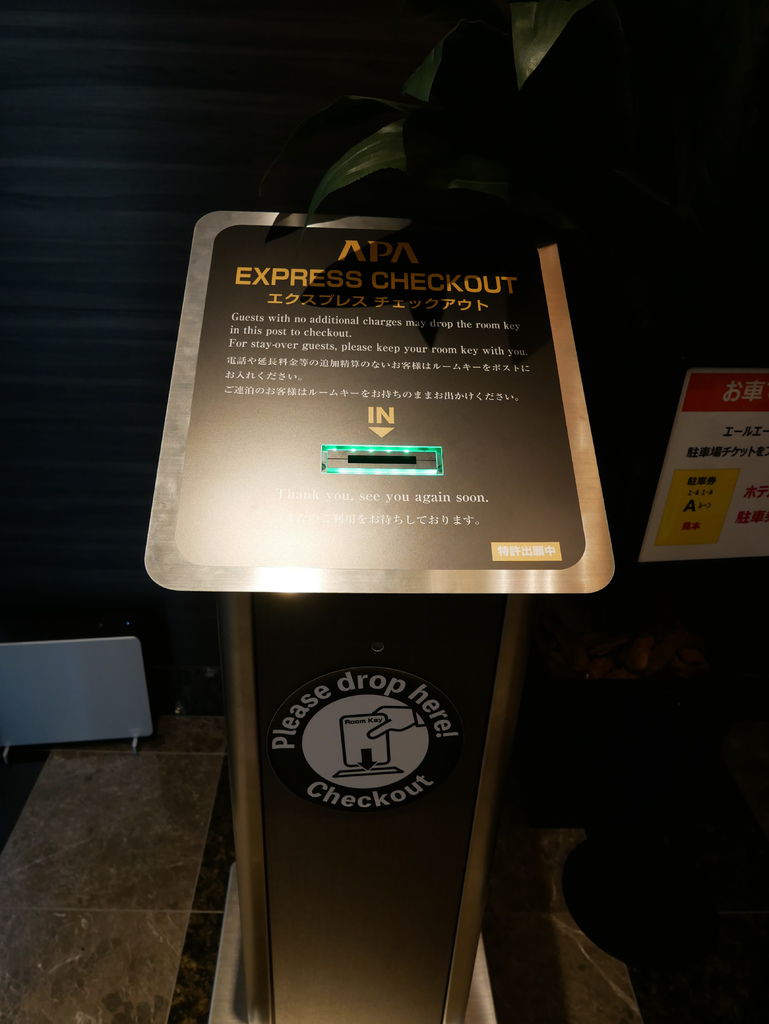 APA
EXPRESS CHECKOUT
エクスプレス チェックアウト
Guests with no additional charges may drop the room key
in this post to checkout.
For stay-over guests, please keep your room key with you.
電話や延長料金等の追加精算のないお客様はルームキーをポストに
お入れください。
ご連泊のお客様はルームキーをお持ちのままお出かけください。
IN
Thank you, see you again soon.
またのご利用をお待ちしております。
特許出願中
Please drop here!
Room Key
Checkout
お車
エールエー
駐車場チケットを
駐車券
A
見本
ホテ
駐車